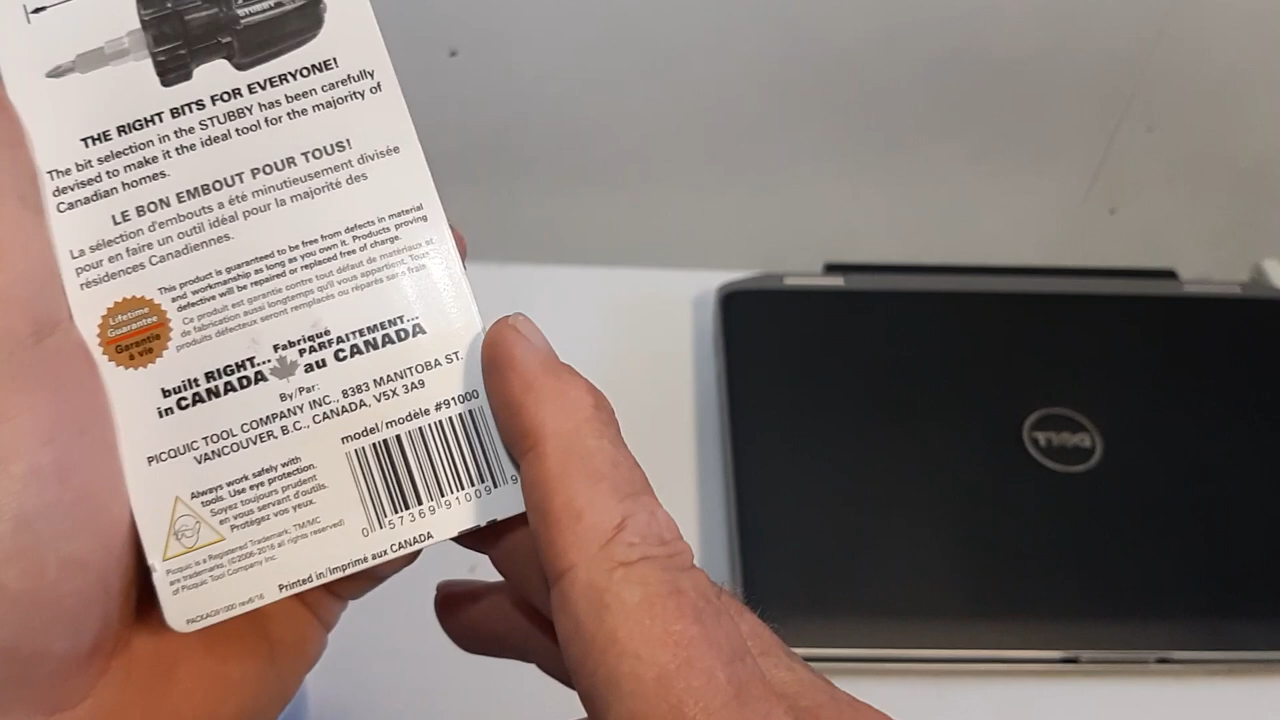 STUBBY
THE RIGHT BITS FOR EVERYONE!
The bit selection in the STUBBY has been carefully
devised to make it the ideal tool for the majority of
Canadian homes.
LE BON EMBOUT POUR TOUS!
La sélection d'embouts a été minutieusement divisée
pour en faire un outil idéal pour la majorité des
résidences Canadiennes.
This product is guaranteed to be free from defects in material
and workmanship as long as you own it. Products proving
defective will be repaired or replaced free of charge.
Ce produit est garantie contre tout défaut de matériaux et
de fabrication aussi longtemps qu'il vous appartient. Tous
produits défecteux seront remplacés ou réparés sans frais
Lifetime
Guarantee
Garantie
à vie
built RIGHT...
in CANADA
Fabriqué
PARFAITEMENT...
au CANADA
By/Par:
PICQUIC TOOL COMPANY INC., 8383 MANITOBA ST.
VANCOUVER, B.C., CANADA, V5X 3A9
model/modèle #91000
0 57369 91009 9
Always work safely with
tools. Use eye protection.
Soyez toujours prudent
en vous servant d'outils.
Protégez vos yeux.
Picquic is a Registered Trademark, TM/MC
are trademarks, (©2006-2016 all rights reserved)
of Picquic Tool Company Inc.
Printed in/Imprimé aux CANADA
PACKAG91000 rev6/16
DELL